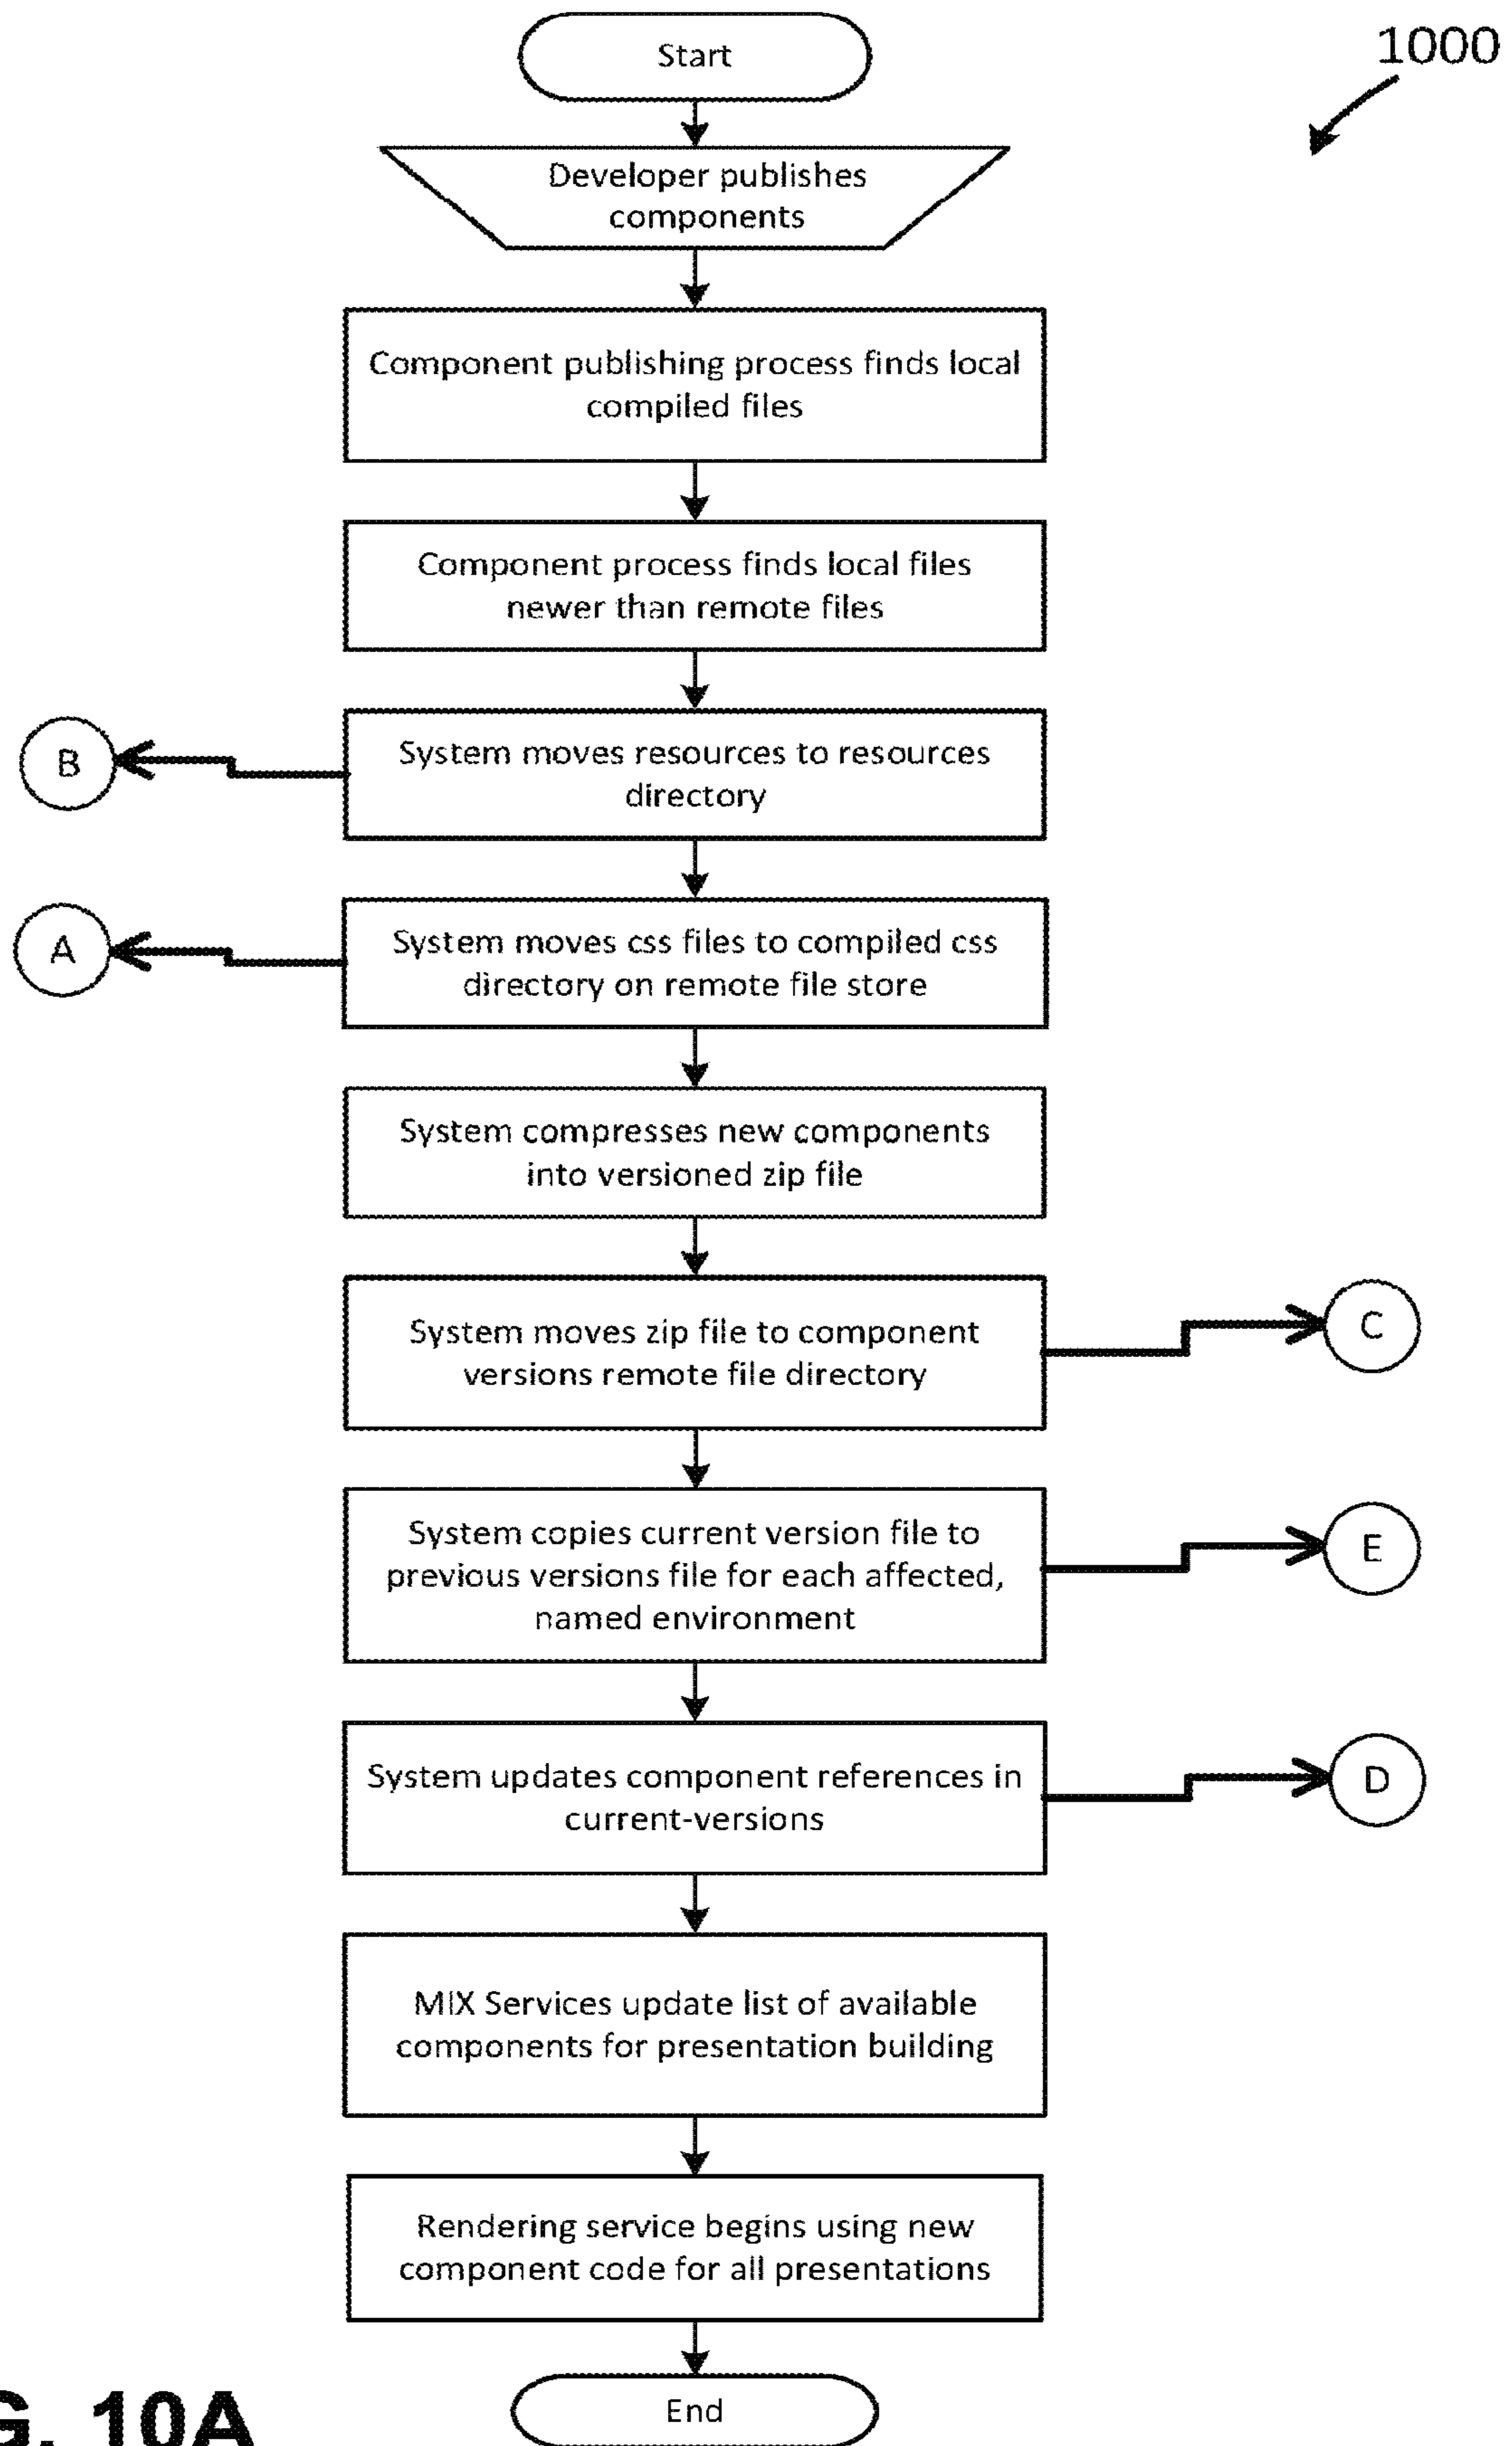 Start
1000
Developer publishes
components
Component publishing process finds local
compiled files
Component process finds local files
newer than remote files
B
System moves resources to resources
directory
A
System moves css files to compiled css
directory on remote file store
System compresses new components
into versioned zip file
System moves zip file to component
versions remote file directory
C
System copies current version file to
previous versions file for each affected,
named environment
E
System updates component references in
current-versions
D
MIX Services update list of available
components for presentation building
Rendering service begins using new
component code for all presentations
End
G. 10A